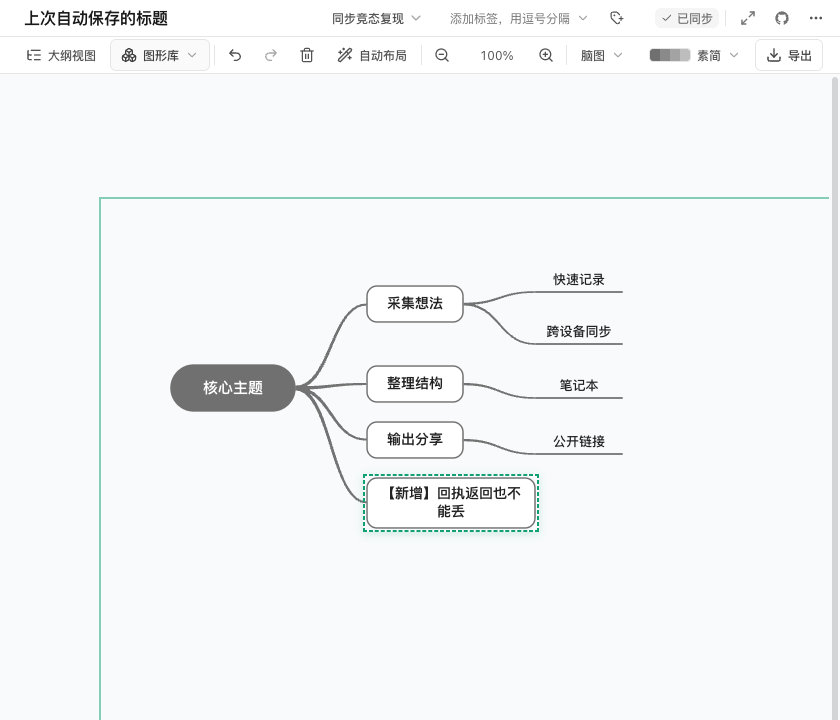 上次自动保存的标题
同步竞态复现
添加标签，用逗号分隔
已同步
大纲视图
图形库
自动布局
100%
脑图
素简
导出
快速记录
采集想法
跨设备同步
核心主题
整理结构
笔记本
输出分享
公开链接
【新增】回执返回也不
能丢